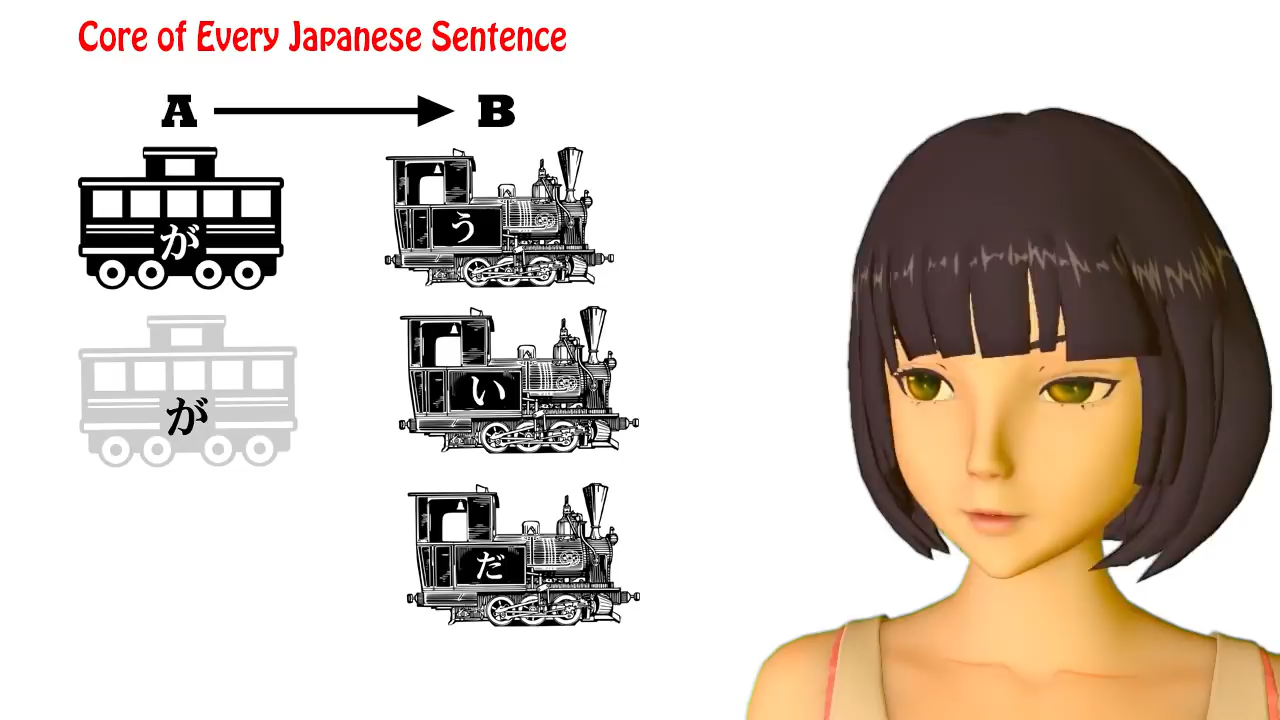 Core of Every Japanese Sentence
A B
が う
が い
だ